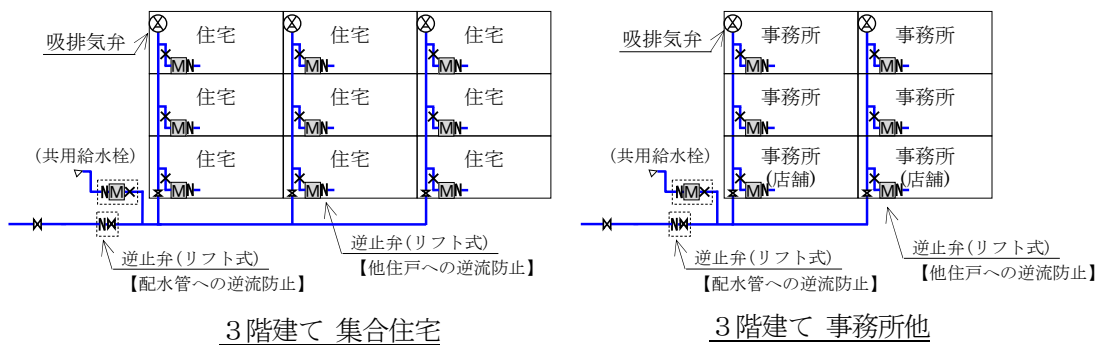 吸排気弁
住宅 住宅 住宅
M N M N M N
住宅 住宅 住宅
M N M N M N
(共用給水栓)
住宅 住宅 住宅
N M M N M N M N
N
逆止弁(リフト式)
【配水管への逆流防止】
逆止弁(リフト式)
【他住戸への逆流防止】
3階建て 集合住宅
吸排気弁
事務所 事務所
M N M N
事務所 事務所
M N M N
(共用給水栓)
事務所 事務所
(店舗) (店舗)
N M M N M N
N
逆止弁(リフト式)
【配水管への逆流防止】
逆止弁(リフト式)
【他住戸への逆流防止】
3階建て 事務所他